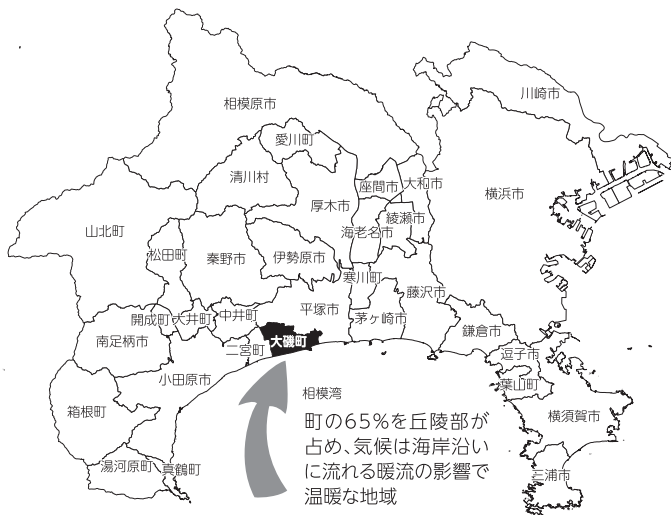 川崎市
相模原市
愛川町
清川村
座間市
大和市
横浜市
厚木市
綾瀬市
海老名市
山北町
松田町
秦野市
伊勢原市
寒川町
藤沢市
平塚市
茅ヶ崎市
開成町
大井町
中井町
鎌倉市
南足柄市
大磯町
二宮町
逗子市
小田原市
葉山町
相模湾
箱根町
横須賀市
町の65%を丘陵部が
占め、気候は海岸沿い
に流れる暖流の影響で
温暖な地域
湯河原町
真鶴町
三浦市